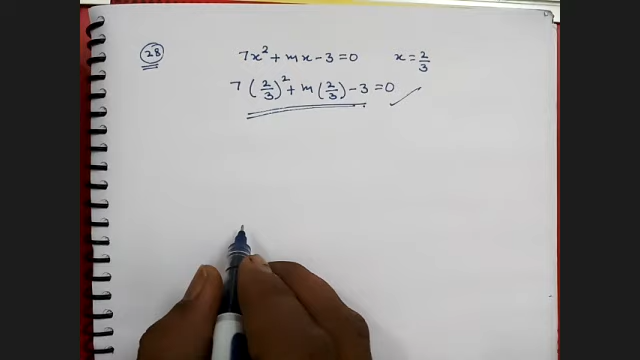 28
7x² + mx - 3 = 0 x = 2/3
7 (2/3)² + m (2/3) - 3 = 0 ✓